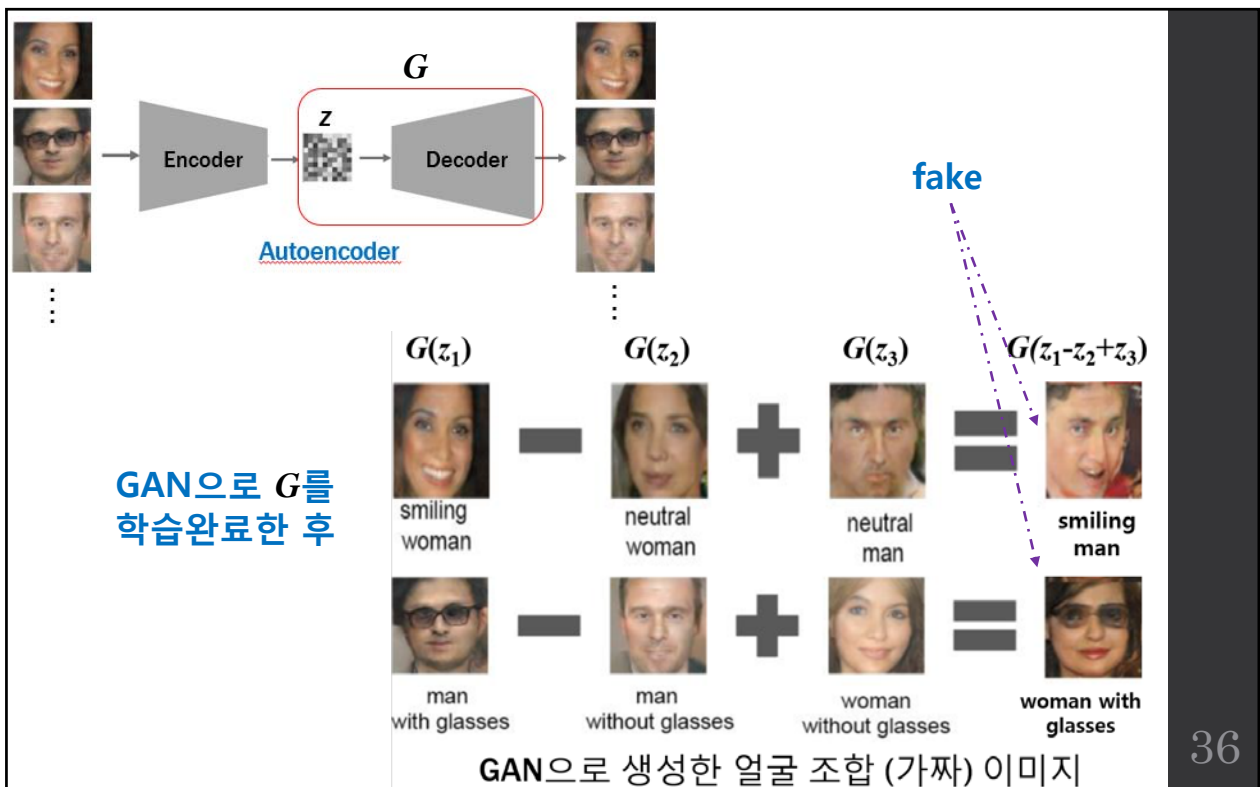 G
z
Encoder
Decoder
Autoencoder
fake
G(z₁)
G(z₂)
G(z₃)
G(z₁-z₂+z₃)
GAN으로 G를
학습완료한 후
smiling
woman
neutral
woman
neutral
man
smiling
man
man
with glasses
man
without glasses
woman
without glasses
woman with
glasses
GAN으로 생성한 얼굴 조합 (가짜) 이미지
36